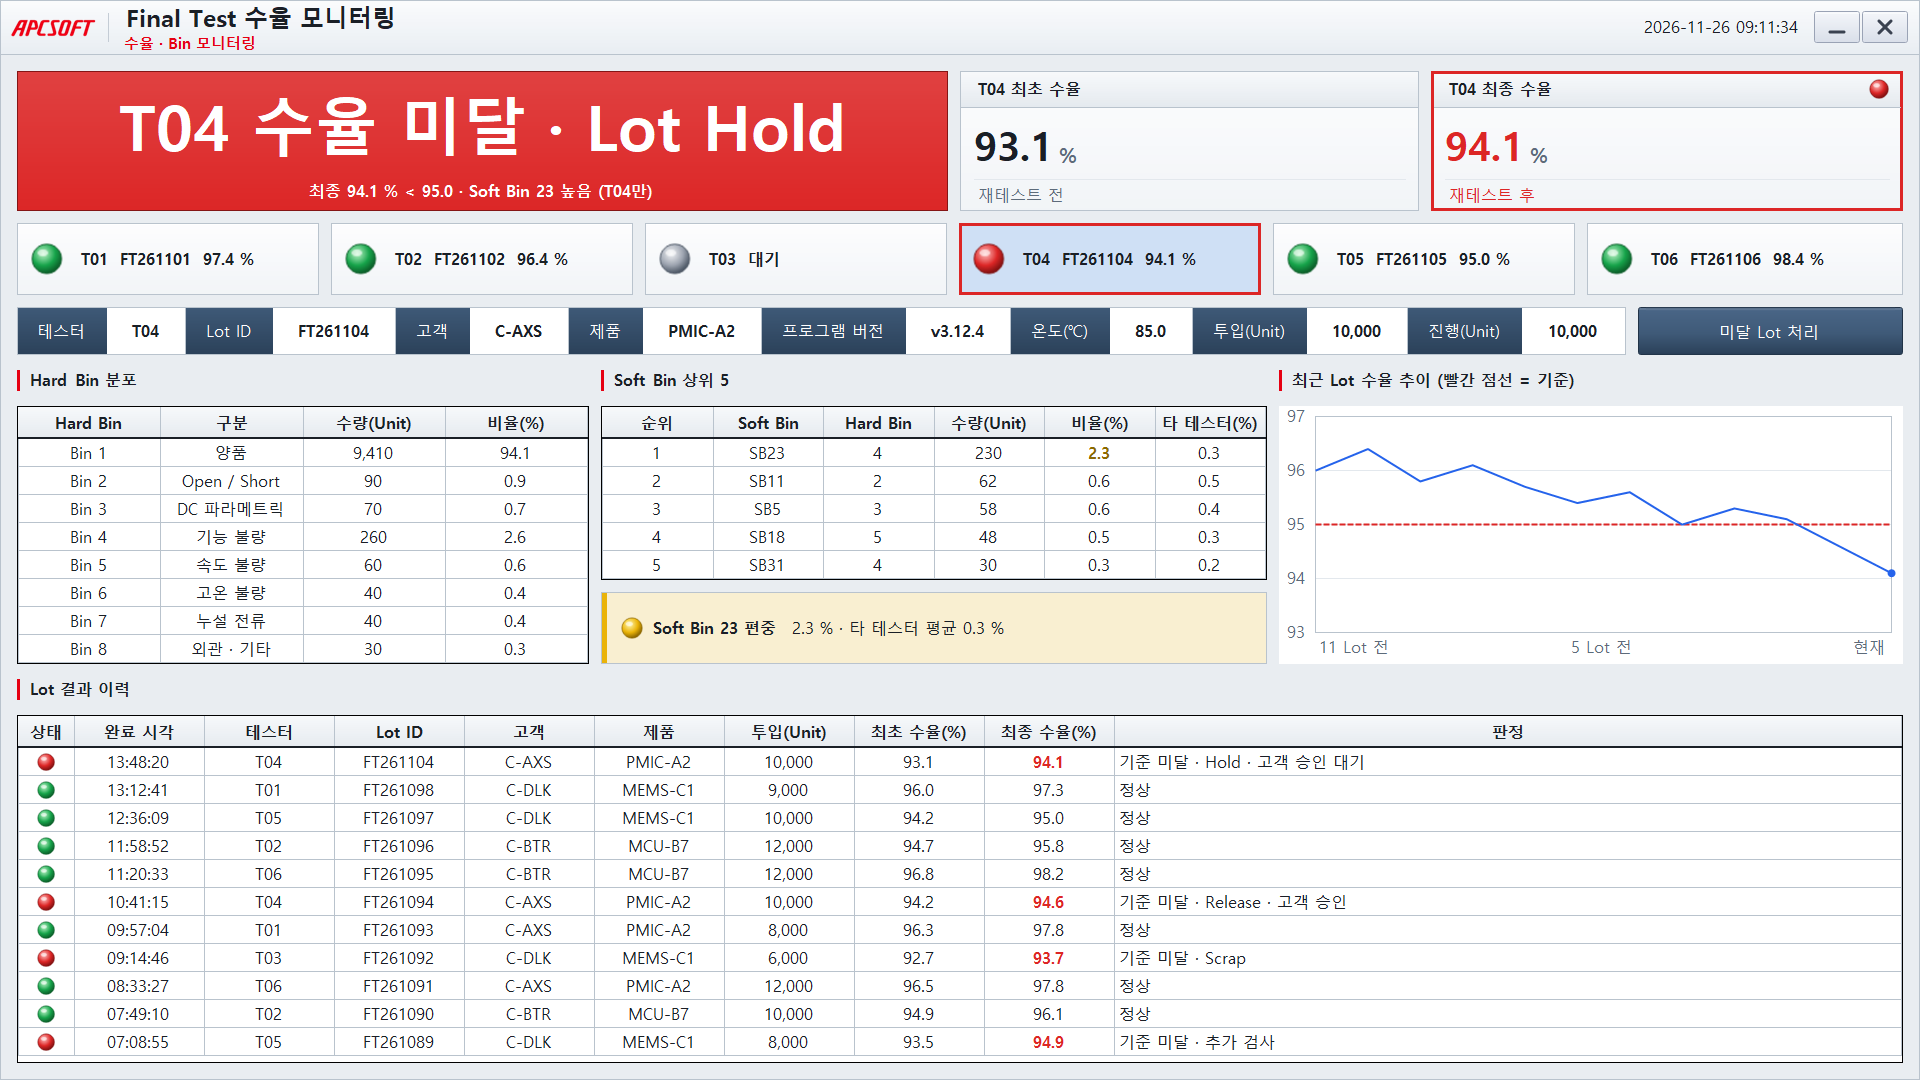 APCSOFT
Final Test 수율 모니터링
수율 · Bin 모니터링
2026-11-26 09:11:34
T04 수율 미달 · Lot Hold
최종 94.1 % < 95.0 · Soft Bin 23 높음 (T04만)
T04 최초 수율
93.1 %
재테스트 전
T04 최종 수율
94.1 %
재테스트 후
T01 FT261101 97.4 %
T02 FT261102 96.4 %
T03 대기
T04 FT261104 94.1 %
T05 FT261105 95.0 %
T06 FT261106 98.4 %
테스터 T04 Lot ID FT261104 고객 C-AXS 제품 PMIC-A2 프로그램 버전 v3.12.4 온도(℃) 85.0 투입(Unit) 10,000 진행(Unit) 10,000
미달 Lot 처리
Hard Bin 분포
Hard Bin 구분 수량(Unit) 비율(%)
Bin 1 양품 9,410 94.1
Bin 2 Open / Short 90 0.9
Bin 3 DC 파라메트릭 70 0.7
Bin 4 기능 불량 260 2.6
Bin 5 속도 불량 60 0.6
Bin 6 고온 불량 40 0.4
Bin 7 누설 전류 40 0.4
Bin 8 외관 · 기타 30 0.3
Soft Bin 상위 5
순위 Soft Bin Hard Bin 수량(Unit) 비율(%) 타 테스터(%)
1 SB23 4 230 2.3 0.3
2 SB11 2 62 0.6 0.5
3 SB5 3 58 0.6 0.4
4 SB18 5 48 0.5 0.3
5 SB31 4 30 0.3 0.2
Soft Bin 23 편중 2.3 % · 타 테스터 평균 0.3 %
최근 Lot 수율 추이 (빨간 점선 = 기준)
97
96
95
94
93
11 Lot 전 5 Lot 전 현재
Lot 결과 이력
상태 완료 시각 테스터 Lot ID 고객 제품 투입(Unit) 최초 수율(%) 최종 수율(%) 판정
13:48:20 T04 FT261104 C-AXS PMIC-A2 10,000 93.1 94.1 기준 미달 · Hold · 고객 승인 대기
13:12:41 T01 FT261098 C-DLK MEMS-C1 9,000 96.0 97.3 정상
12:36:09 T05 FT261097 C-DLK MEMS-C1 10,000 94.2 95.0 정상
11:58:52 T02 FT261096 C-BTR MCU-B7 12,000 94.7 95.8 정상
11:20:33 T06 FT261095 C-BTR MCU-B7 12,000 96.8 98.2 정상
10:41:15 T04 FT261094 C-AXS PMIC-A2 10,000 94.2 94.6 기준 미달 · Release · 고객 승인
09:57:04 T01 FT261093 C-AXS PMIC-A2 8,000 96.3 97.8 정상
09:14:46 T03 FT261092 C-DLK MEMS-C1 6,000 92.7 93.7 기준 미달 · Scrap
08:33:27 T06 FT261091 C-AXS PMIC-A2 12,000 96.5 97.8 정상
07:49:10 T02 FT261090 C-BTR MCU-B7 10,000 94.9 96.1 정상
07:08:55 T05 FT261089 C-DLK MEMS-C1 8,000 93.5 94.9 기준 미달 · 추가 검사